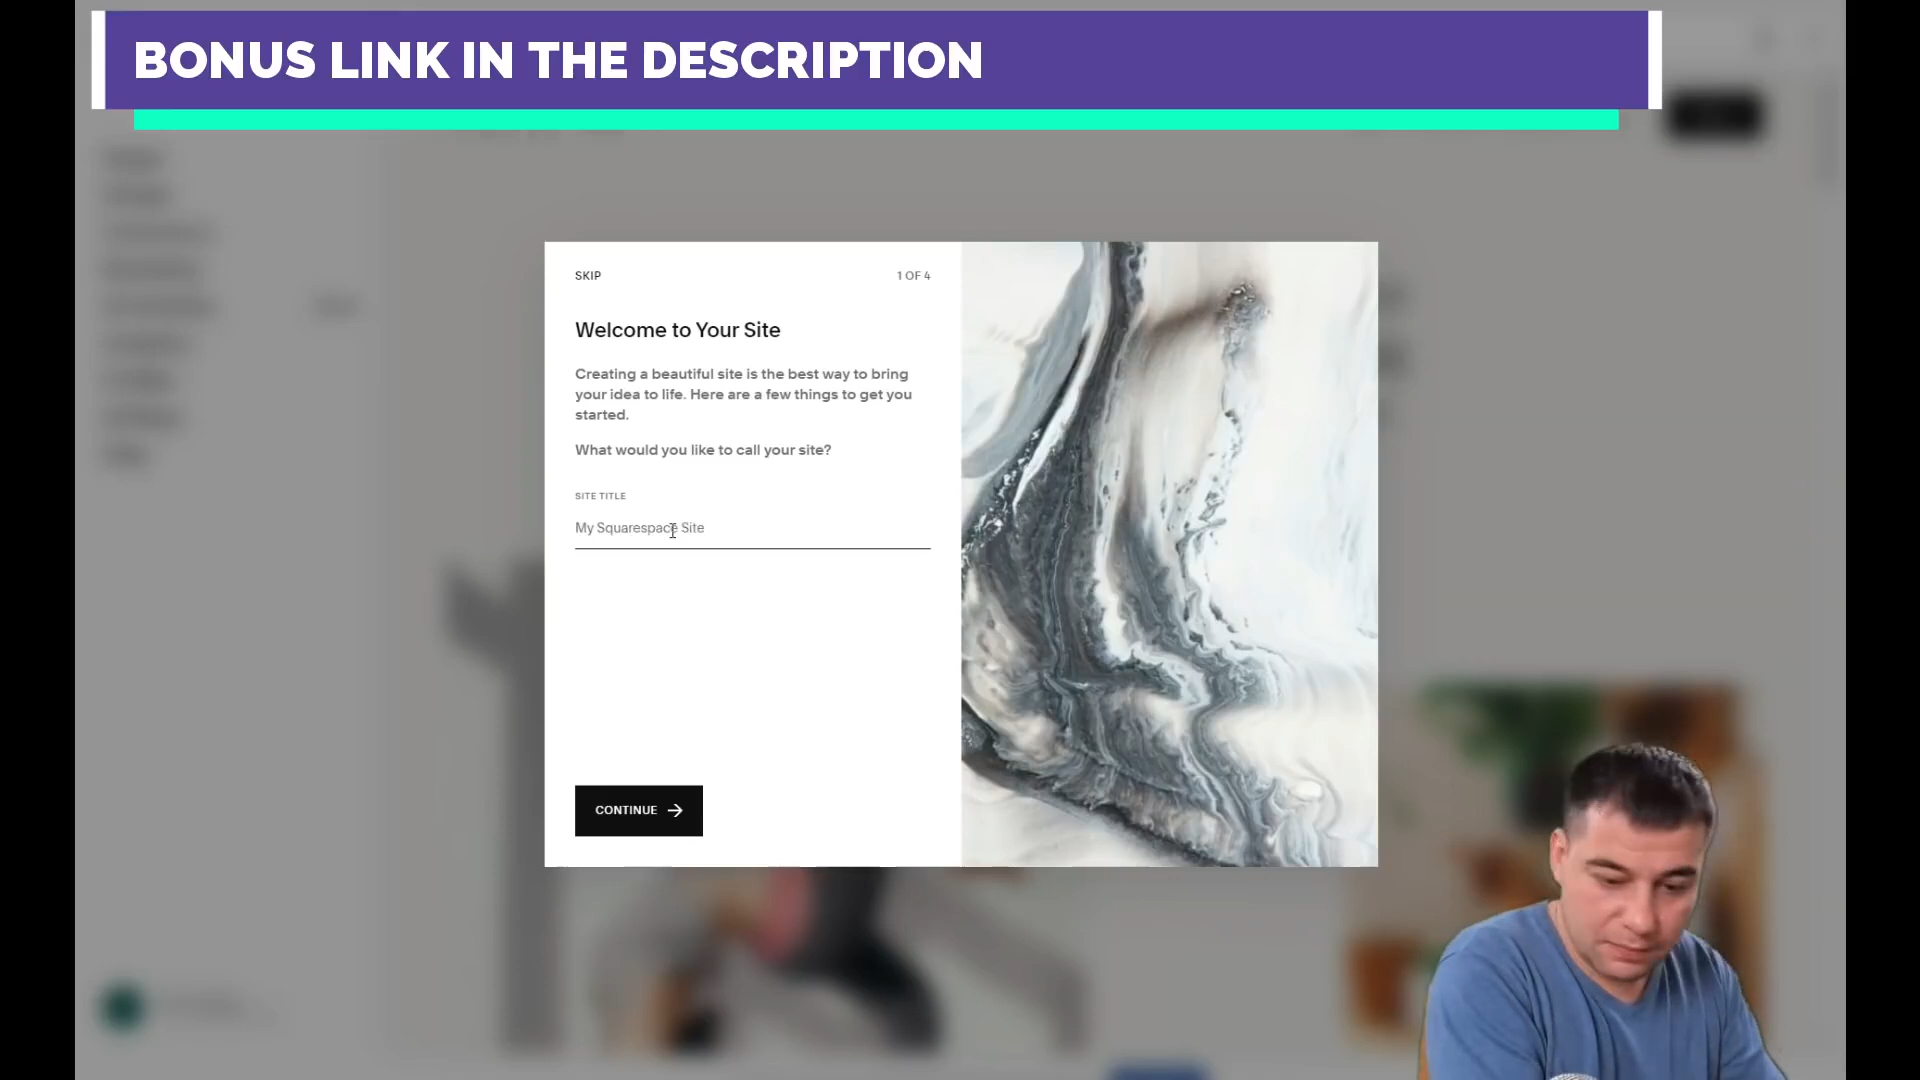 BONUS LINK IN THE DESCRIPTION
SKIP
1 OF 4
Welcome to Your Site
Creating a beautiful site is the best way to bring
your idea to life. Here are a few things to get you
started.
What would you like to call your site?
SITE TITLE
My Squarespace Site
CONTINUE